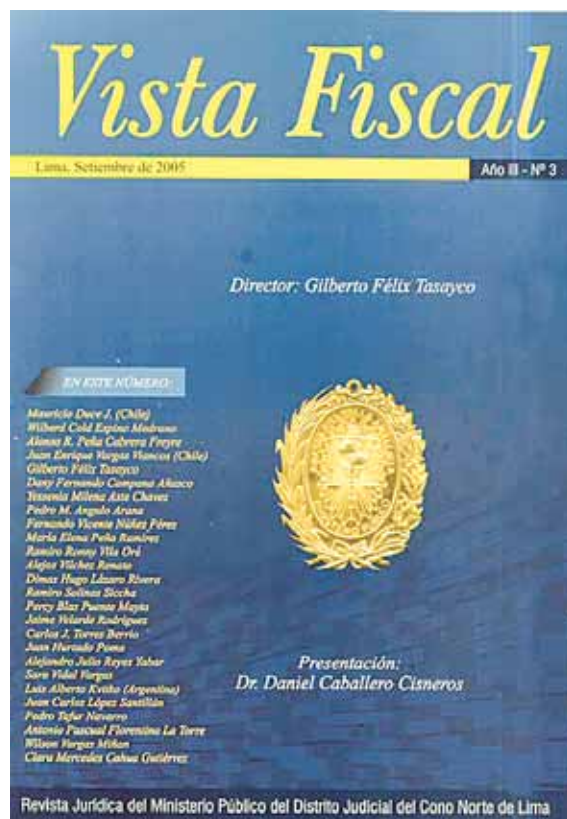 Vista Fiscal
Lima, Setiembre de 2005
Año III - Nº 3
Director: Gilberto Félix Tasayco
EN ESTE NÚMERO:
Mauricio Duce J. (Chile)
Wilberd Cold Espino Medrano
Alonso R. Peña Cabrera Freyre
Juan Enrique Vargas Viancos (Chile)
Gilberto Félix Tasayco
Dany Fernando Campana Añasco
Yessenia Milena Aste Chavez
Pedro M. Angulo Arana
Fernando Vicente Núñez Pérez
María Elena Peña Ramírez
Ramiro Ronny Vila Oré
Alejos Vilchez Renato
Dimas Hugo Lázaro Rivera
Ramiro Salinas Siccha
Percy Blas Puente Mayta
Jaime Velarde Rodríguez
Carlos J. Torres Berrio
Juan Hurtado Poma
Alejandro Julio Reyes Yabar
Sara Vidal Vargas
Luis Alberto Kvitko (Argentina)
Juan Carlos López Santillán
Pedro Tafur Navarro
Antonio Pascual Florentino La Torre
Wilson Vargas Miñan
Clara Mercedes Cahua Gutiérrez
Presentación:
Dr. Daniel Caballero Cisneros
Revista Jurídica del Ministerio Público del Distrito Judicial del Cono Norte de Lima